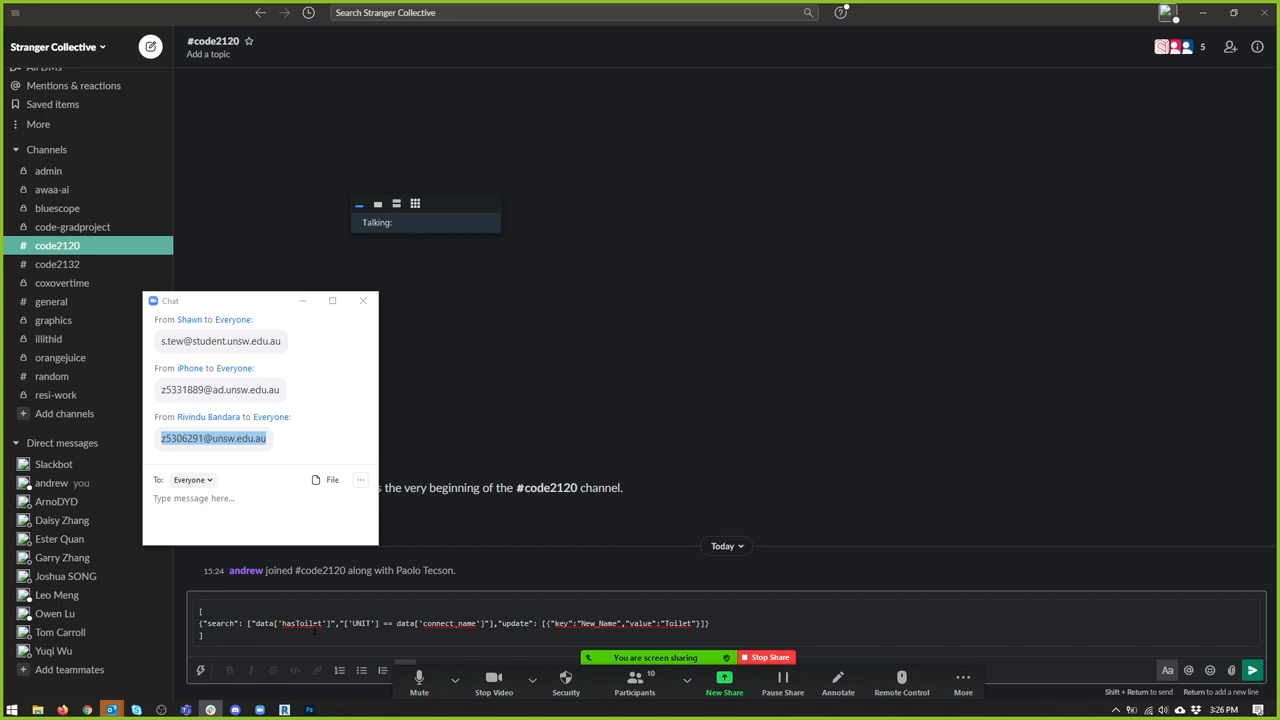 Search Stranger Collective
Stranger Collective
#code2120
Add a topic
5
All DMs
Mentions & reactions
Saved items
More
Channels
admin
awaa-ai
bluescope
code-gradproject
code2120
code2132
coxovertime
general
graphics
illithid
orangejuice
random
resi-work
Add channels
Direct messages
Slackbot
andrew you
ArnoDYD
Daisy Zhang
Ester Quan
Garry Zhang
Joshua SONG
Leo Meng
Owen Lu
Tom Carroll
Yuqi Wu
Add teammates
Talking:
Chat
From Shawn to Everyone:
s.tew@student.unsw.edu.au
From iPhone to Everyone:
z5331889@ad.unsw.edu.au
From Rivindu Bandara to Everyone:
z5306291@unsw.edu.au
To: Everyone
File
Type message here...
s the very beginning of the #code2120 channel.
Today
15:24 andrew joined #code2120 along with Paolo Tecson.
[
{"search": ["data['hasToilet']","['UNIT'] == data['connect_name']"],"update": [{"key":"New_Name","value":"Toilet"}]}
]
You are screen sharing
Stop Share
Mute
Stop Video
Security
10
Participants
New Share
Pause Share
Annotate
Remote Control
More
Aa
Shift + Return to send
Return to add a new line
3:26 PM